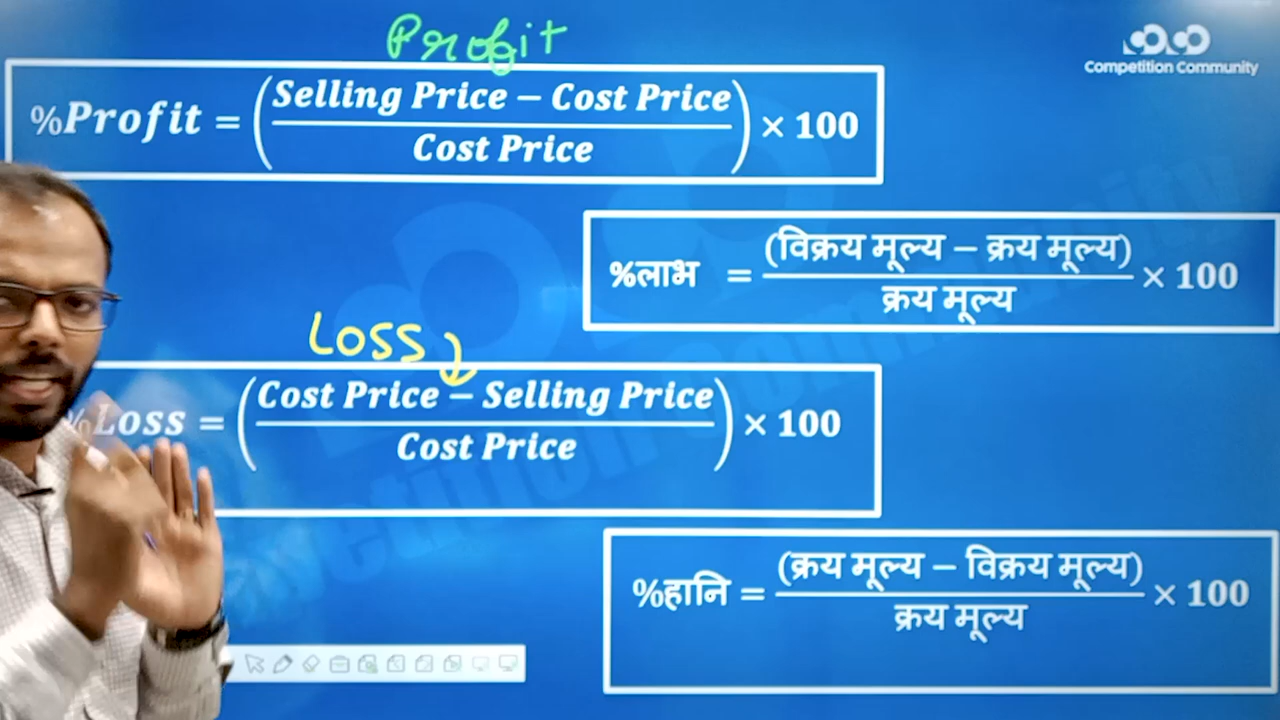 Profit
Competition Community
%Profit = (Selling Price − Cost Price / Cost Price) × 100
%लाभ = (विक्रय मूल्य − क्रय मूल्य) / क्रय मूल्य × 100
Loss
%Loss = (Cost Price − Selling Price / Cost Price) × 100
%हानि = (क्रय मूल्य − विक्रय मूल्य) / क्रय मूल्य × 100